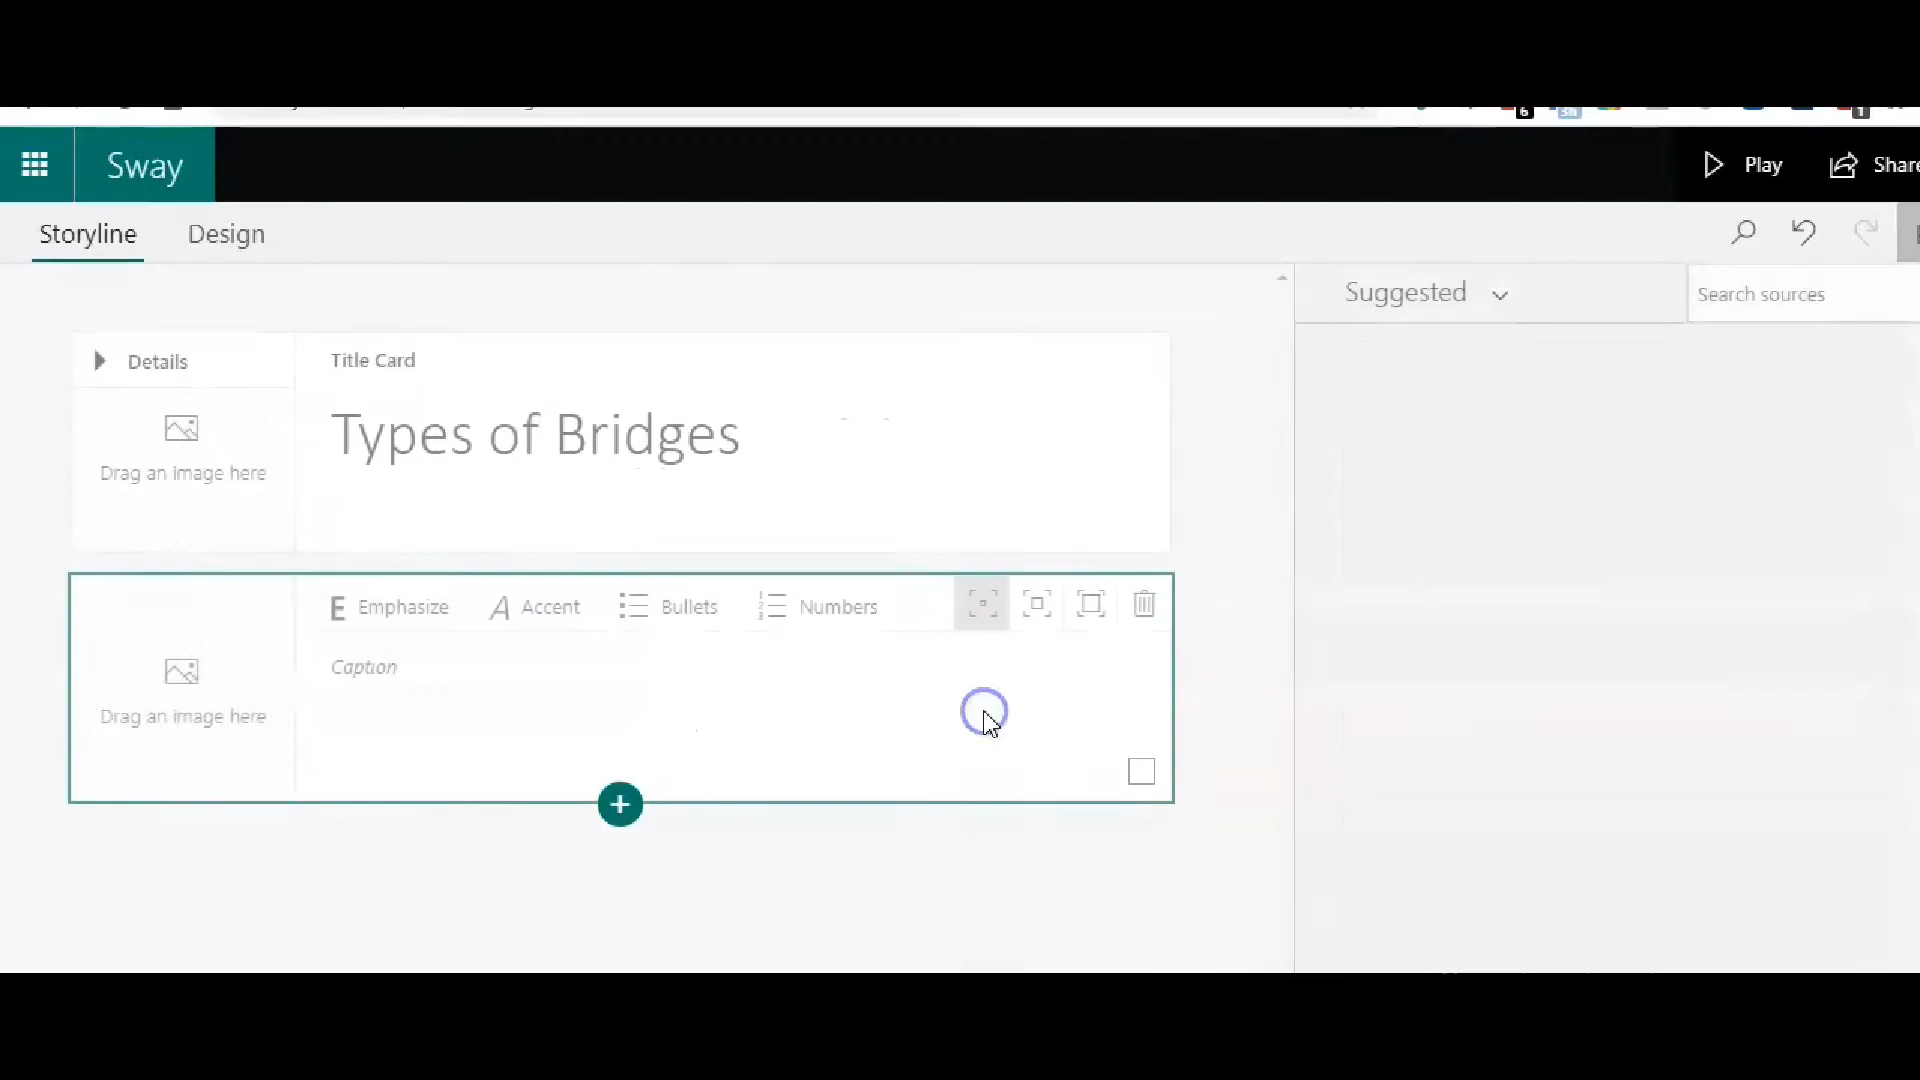 Sway
Play
Share
Storyline
Design
Suggested
Search sources
Details
Title Card
Drag an image here
Types of Bridges
E Emphasize
A Accent
Bullets
Numbers
Caption
Drag an image here